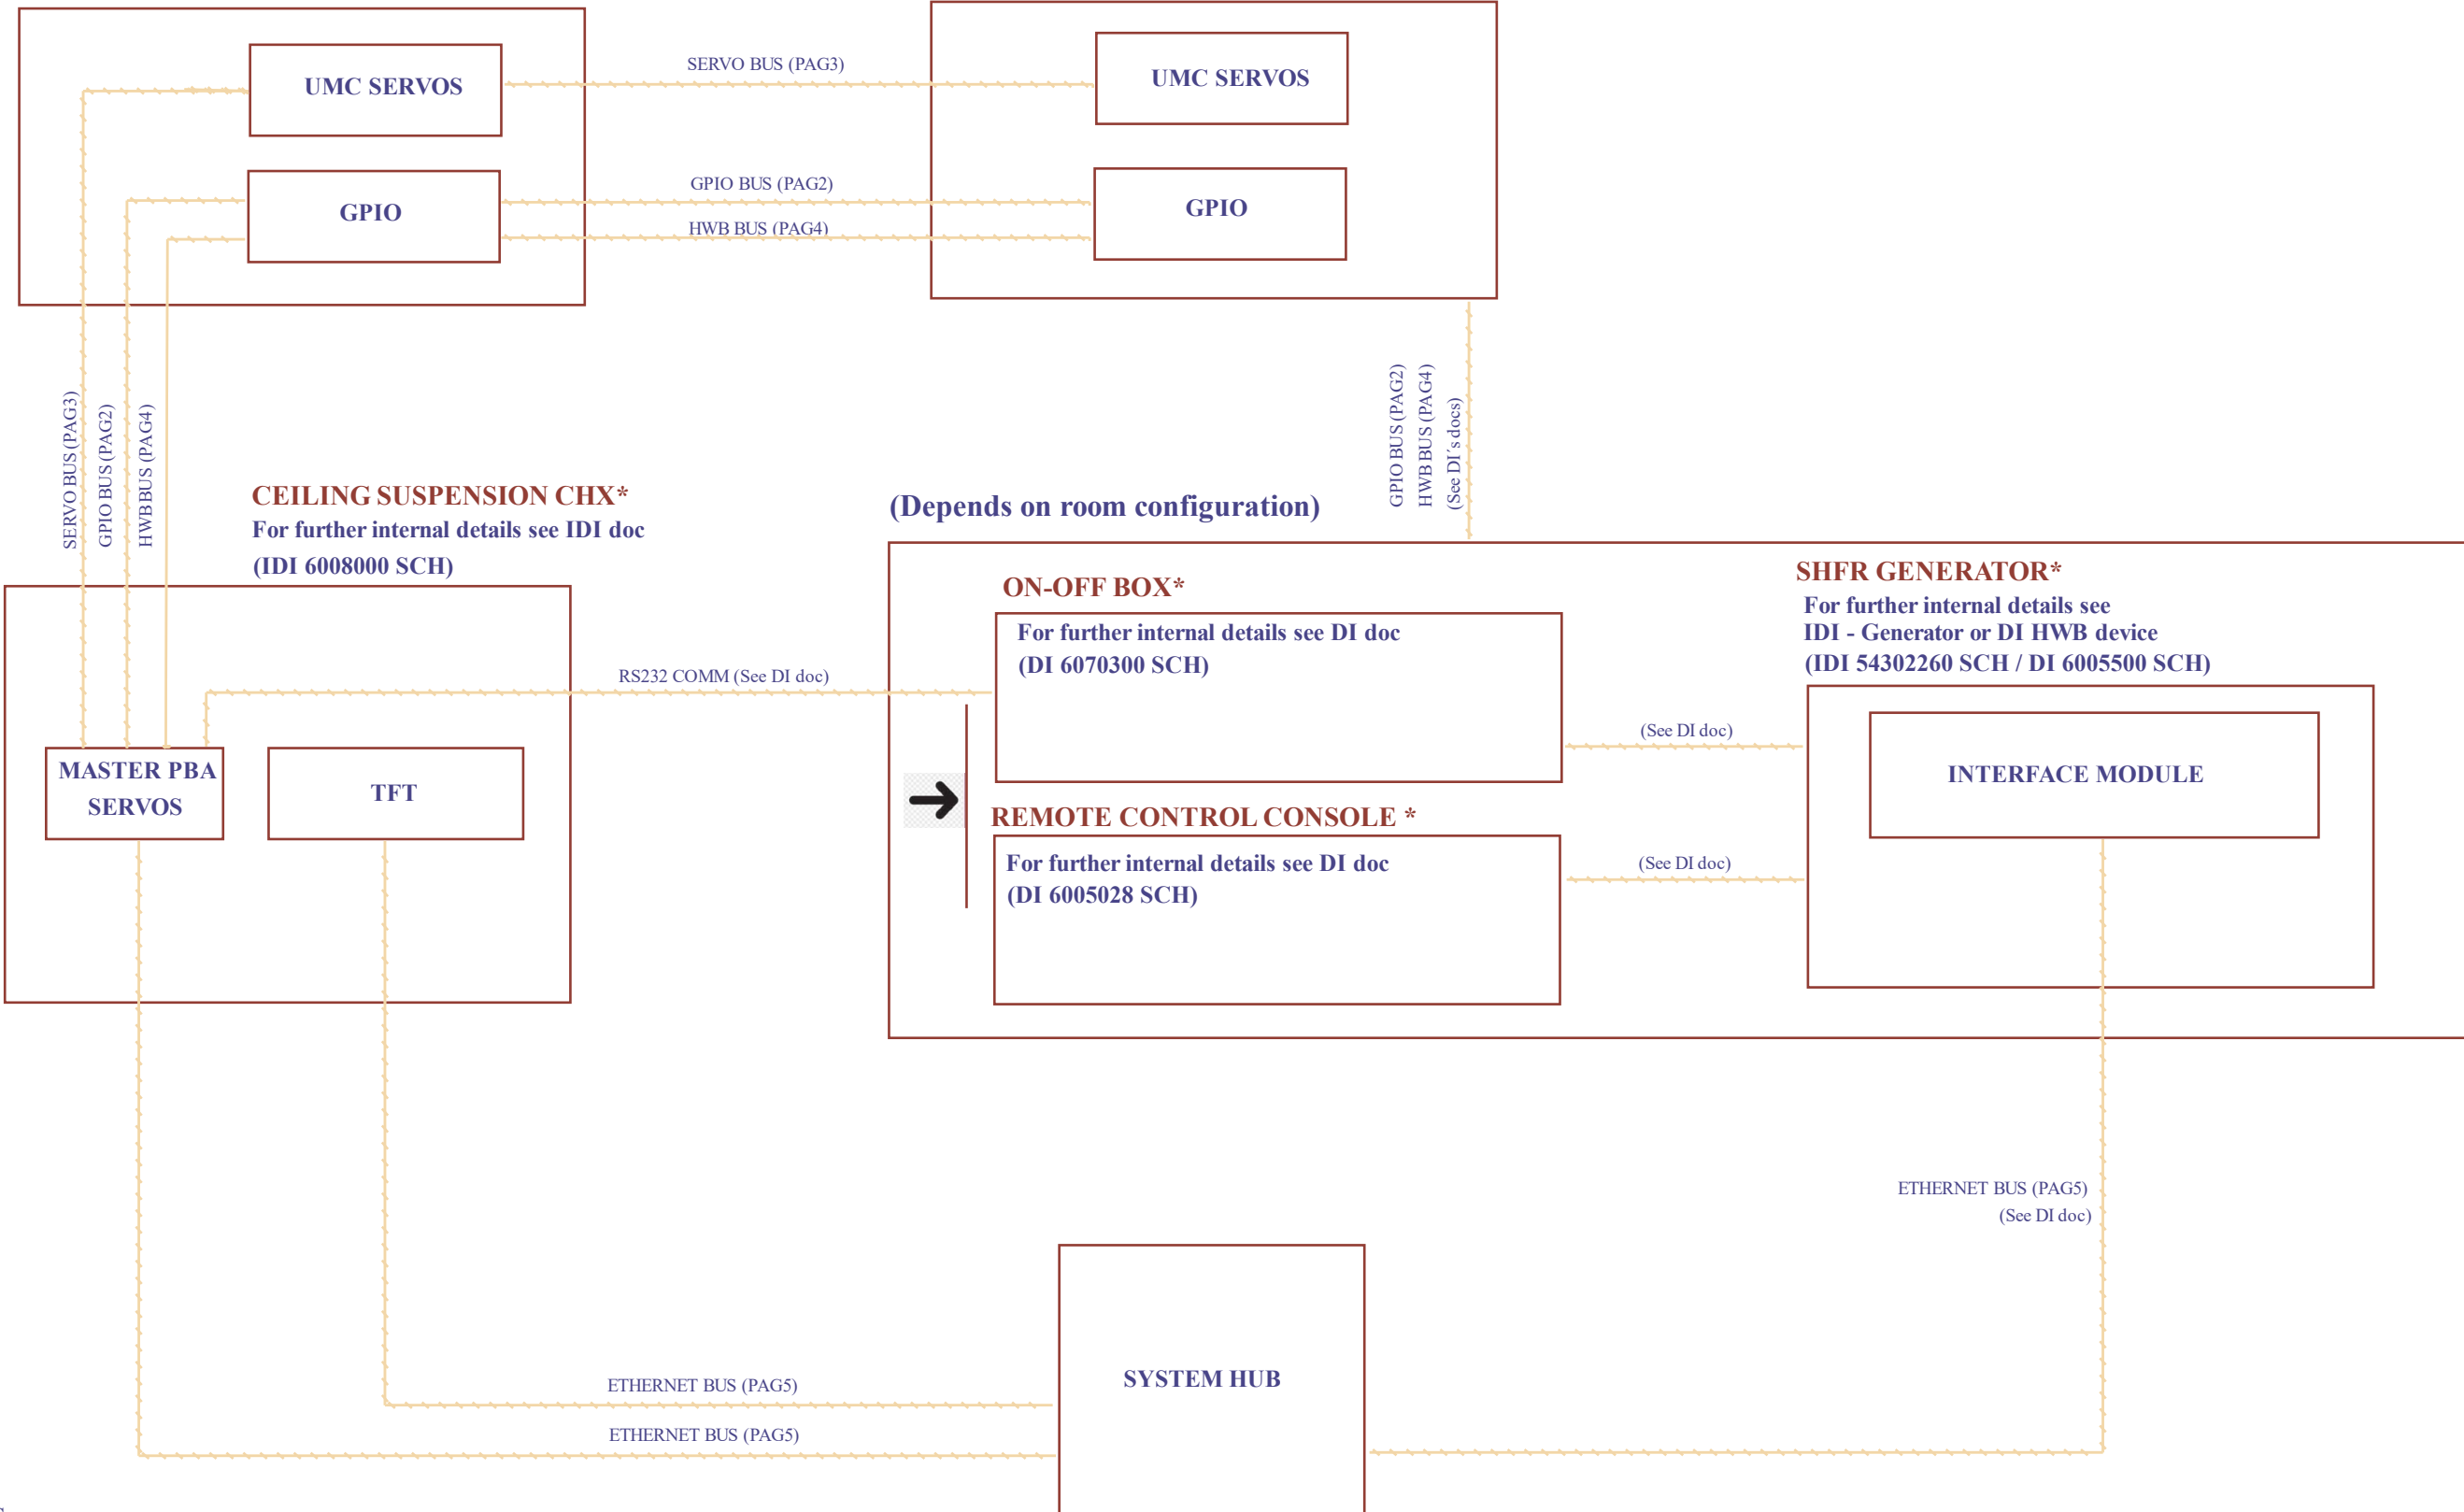 UMC SERVOS
SERVO BUS (PAG3)
UMC SERVOS
GPIO
GPIO BUS (PAG2)
HWB BUS (PAG4)
GPIO
SERVO BUS (PAG3)
GPIO BUS (PAG2)
HWB BUS (PAG4)
GPIO BUS (PAG2)
HWB BUS (PAG4)
(See DI´s docs)
CEILING SUSPENSION CHX*
For further internal details see IDI doc
(IDI 6008000 SCH)
(Depends on room configuration)
ON-OFF BOX*
For further internal details see DI doc
(DI 6070300 SCH)
SHFR GENERATOR*
For further internal details see
IDI - Generator or DI HWB device
(IDI 54302260 SCH / DI 6005500 SCH)
RS232 COMM (See DI doc)
(See DI doc)
MASTER PBA
SERVOS
TFT
INTERFACE MODULE
REMOTE CONTROL CONSOLE *
For further internal details see DI doc
(DI 6005028 SCH)
(See DI doc)
ETHERNET BUS (PAG5)
(See DI doc)
SYSTEM HUB
ETHERNET BUS (PAG5)
ETHERNET BUS (PAG5)